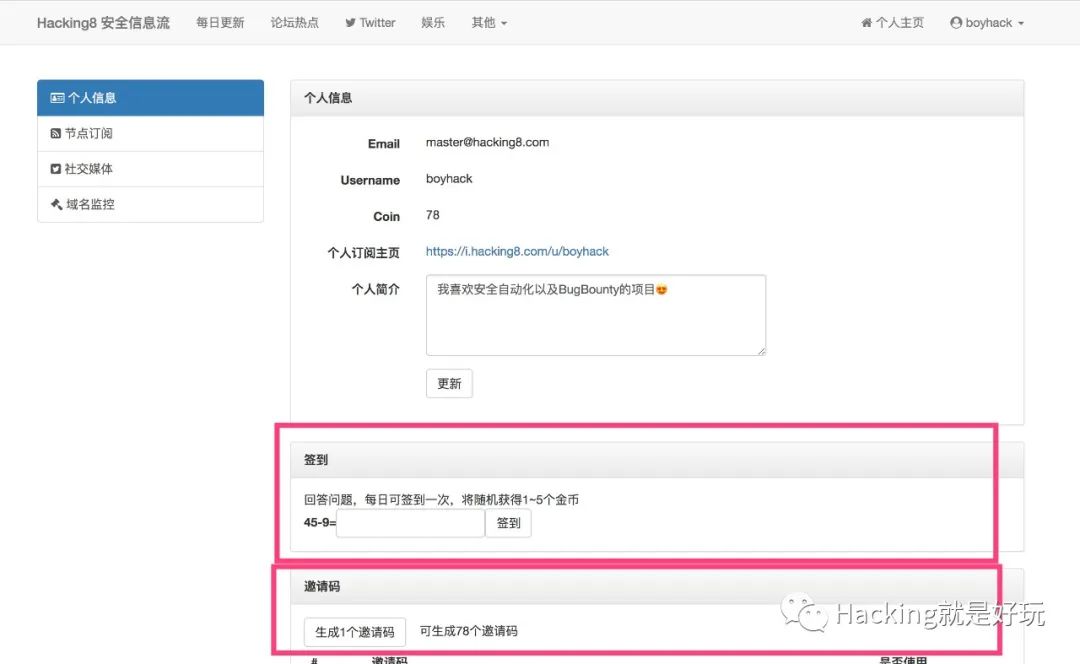 Hacking8 安全信息流 每日更新 论坛热点 Twitter 娱乐 其他 个人主页 boyhack
个人信息
节点订阅
社交媒体
域名监控
个人信息
Email master@hacking8.com
Username boyhack
Coin 78
个人订阅主页 https://i.hacking8.com/u/boyhack
个人简介 我喜欢安全自动化以及BugBounty的项目😍
更新
签到
回答问题，每日可签到一次，将随机获得1~5个金币
45-9= 签到
邀请码
生成1个邀请码 可生成78个邀请码
Hacking就是好玩
# 邀请码 是否使用